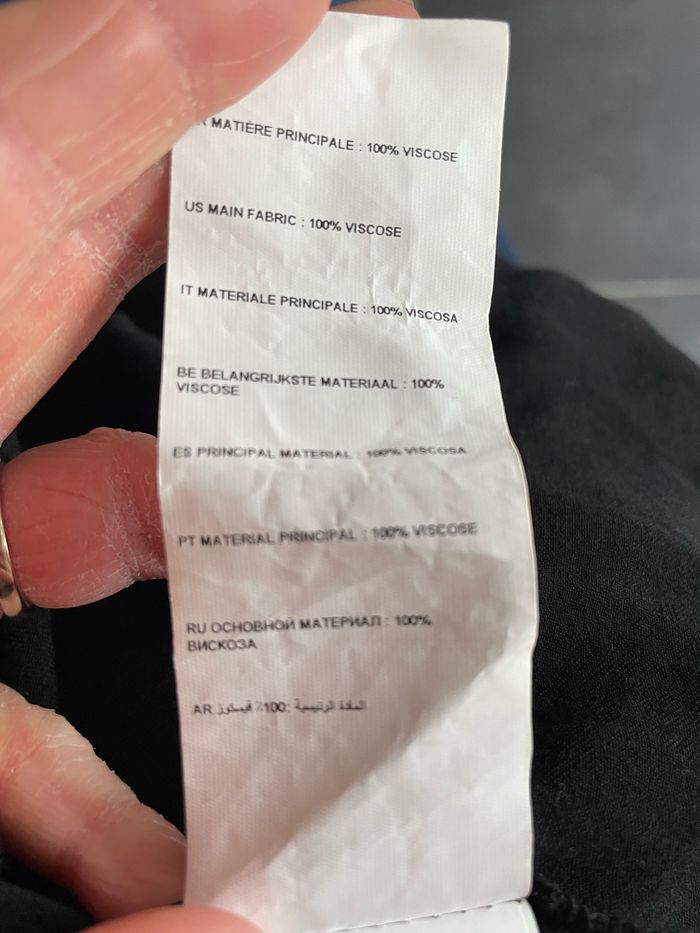 MATIÈRE PRINCIPALE : 100% VISCOSE
US MAIN FABRIC : 100% VISCOSE
IT MATERIALE PRINCIPALE : 100% VISCOSA
BE BELANGRIJKSTE MATERIAAL : 100%
VISCOSE
ES PRINCIPAL MATERIAL : 100% VISCOSA
PT MATERIAL PRINCIPAL : 100% VISCOSE
RU ОСНОВНОЙ МАТЕРИАЛ : 100%
ВИСКОЗА
AR المادة الرئيسية :100٪ فيسكوز